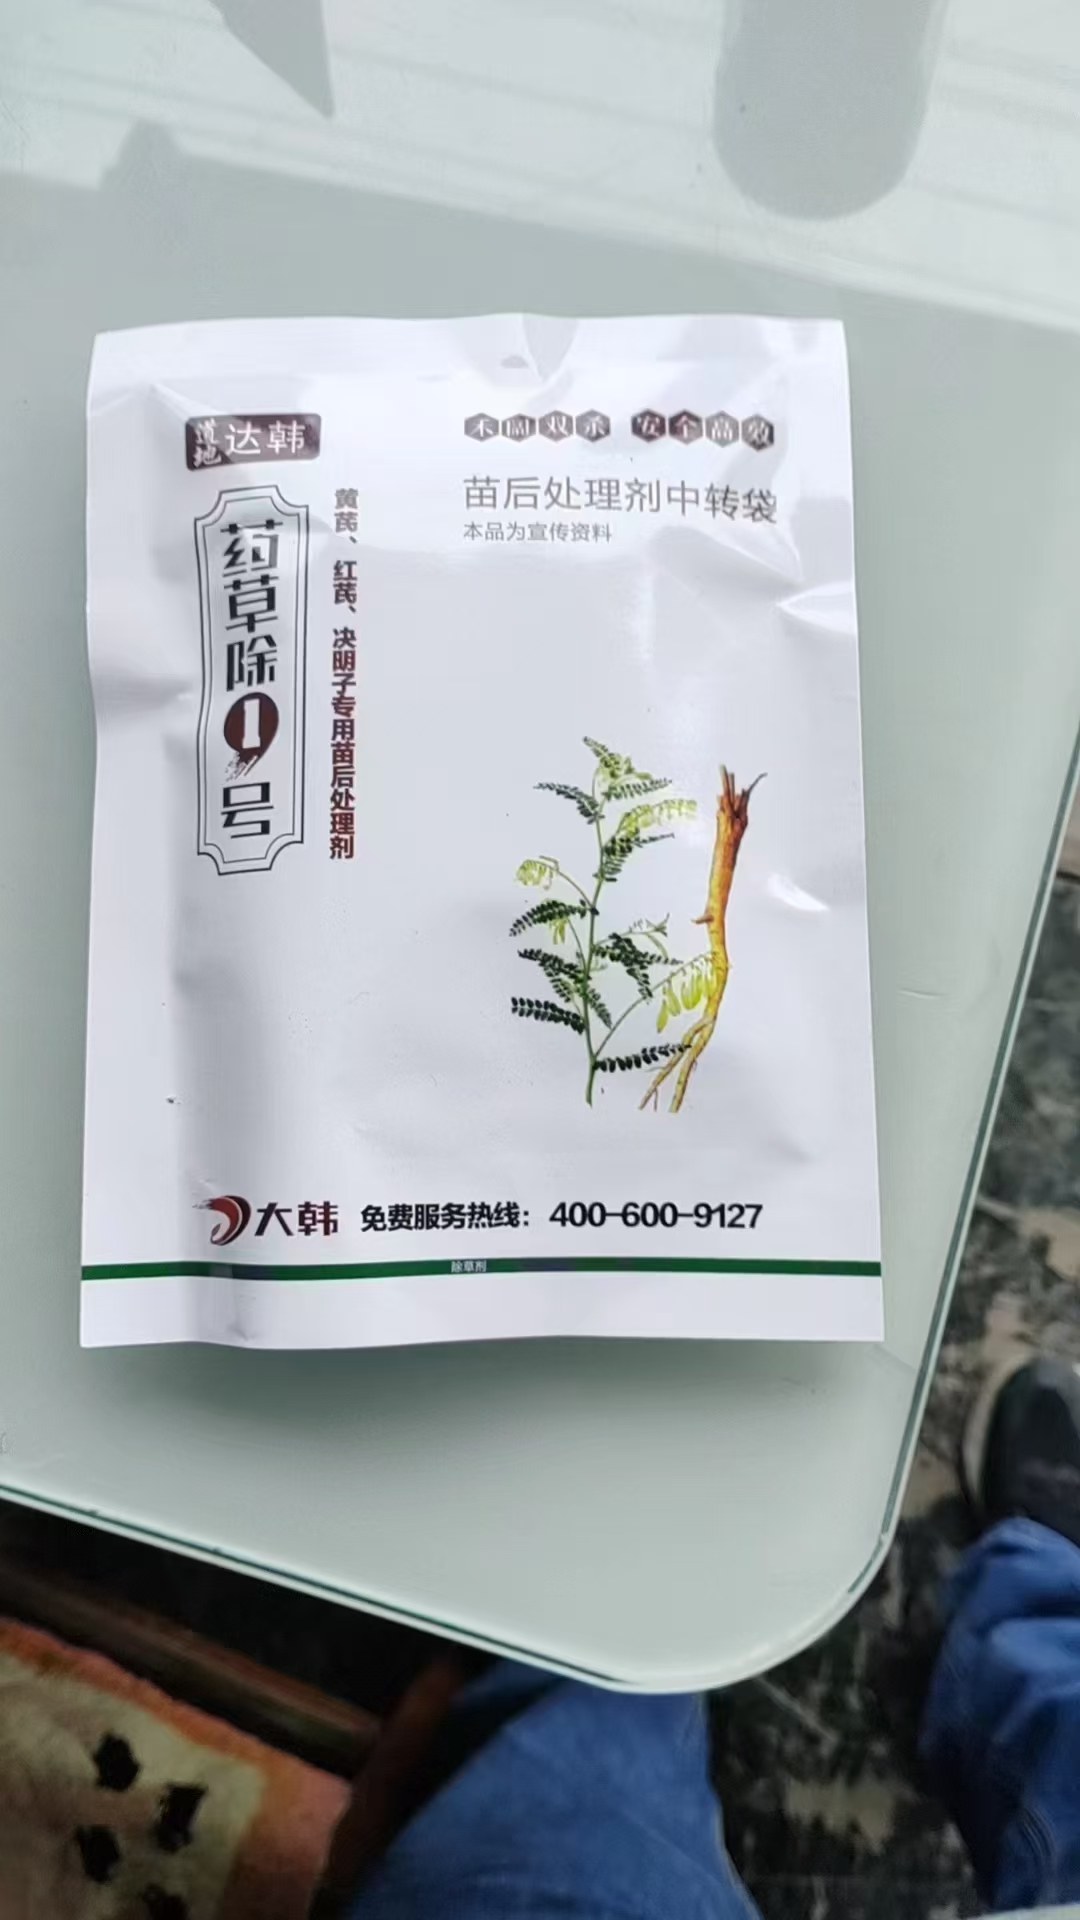 道地 达韩
禾阔双杀 安全高效
苗后处理剂中转袋
本品为宣传资料
药草除1号
黄芪、红芪、决明子专用苗后处理剂
大韩 免费服务热线：400-600-9127
除草剂